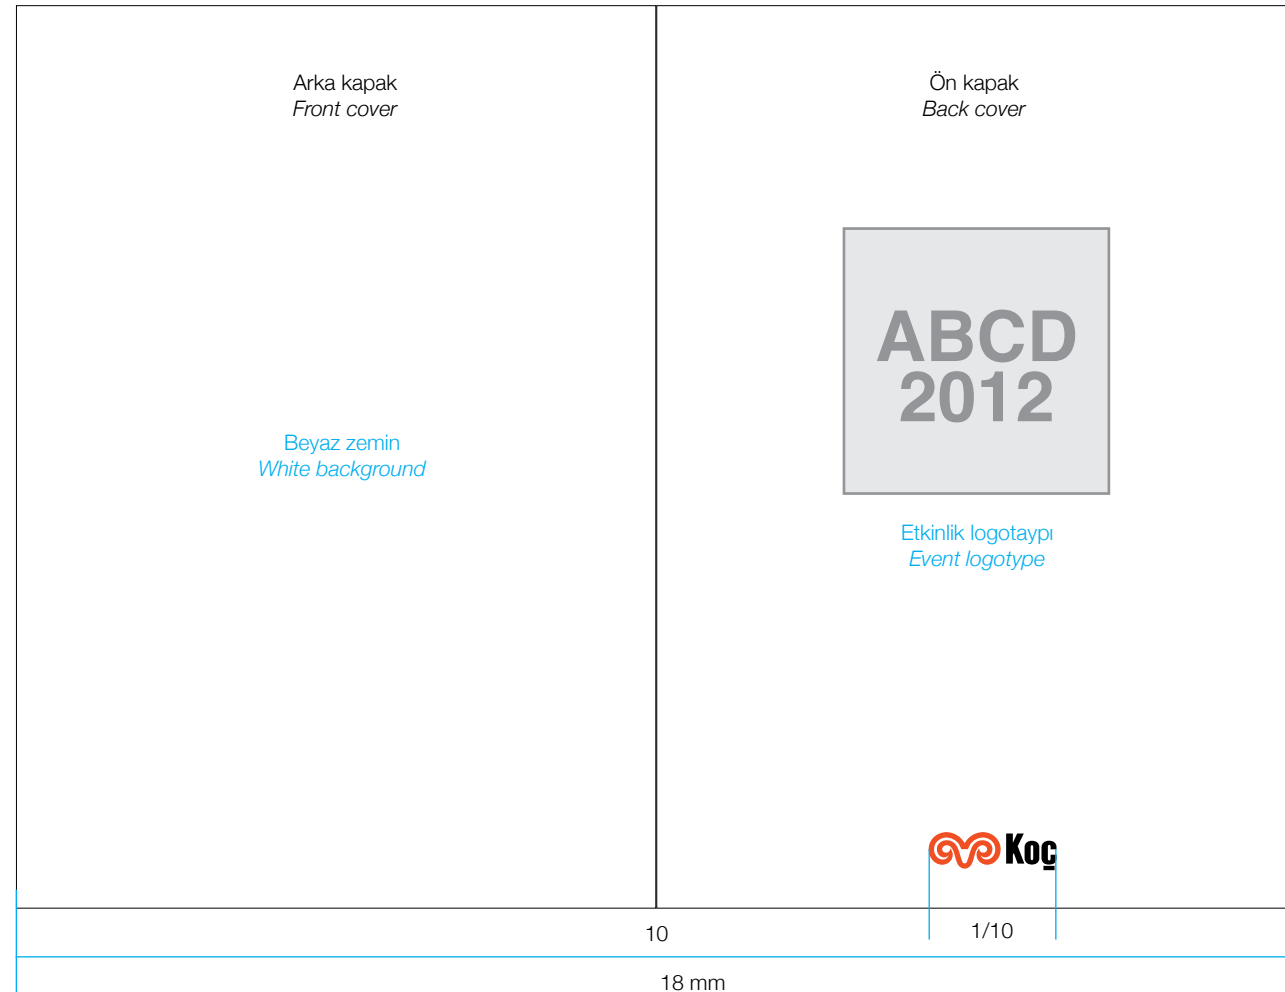 Arka kapak
Front cover
Beyaz zemin
White background
Ön kapak
Back cover
ABCD
2012
Etkinlik logotaypı
Event logotype
Koç
10
1/10
18 mm